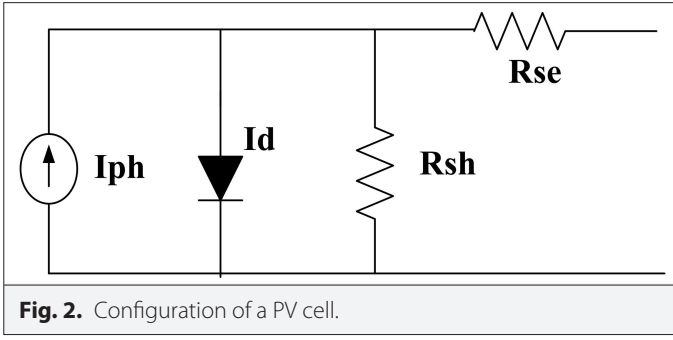 Rse
Id
Iph
Rsh
Fig. 2. Configuration of a PV cell.